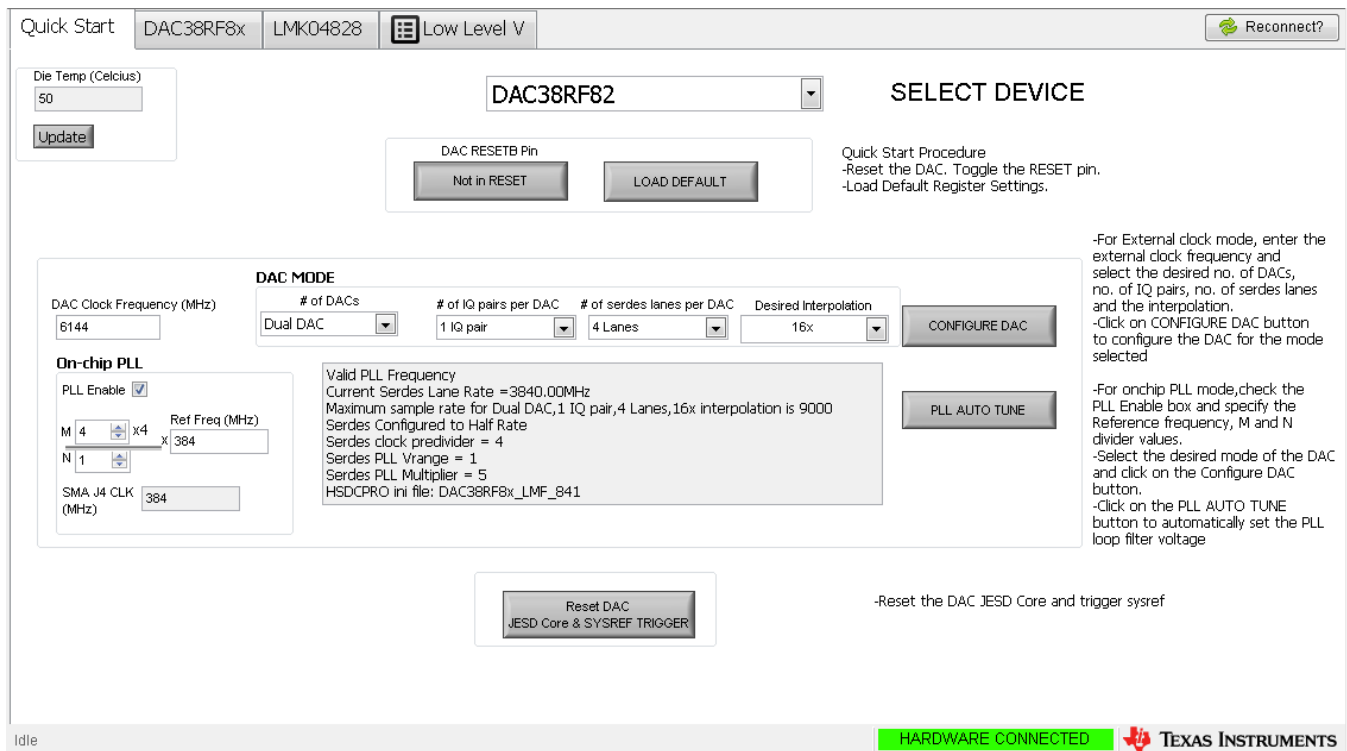 Quick Start
DAC38RF8x
LMK04828
Low Level V
Reconnect?
Die Temp (Celcius)
50
Update
DAC38RF82
SELECT DEVICE
DAC RESETB Pin
Not in RESET
LOAD DEFAULT
Quick Start Procedure
-Reset the DAC. Toggle the RESET pin.
-Load Default Register Settings.
DAC MODE
DAC Clock Frequency (MHz)
6144
# of DACs
Dual DAC
# of IQ pairs per DAC
1 IQ pair
# of serdes lanes per DAC
4 Lanes
Desired Interpolation
16x
CONFIGURE DAC
On-chip PLL
PLL Enable
M 4 x4
N 1
x
Ref Freq (MHz)
384
SMA J4 CLK
(MHz)
384
Valid PLL Frequency
Current Serdes Lane Rate =3840.00MHz
Maximum sample rate for Dual DAC,1 IQ pair,4 Lanes,16x interpolation is 9000
Serdes Configured to Half Rate
Serdes clock predivider = 4
Serdes PLL Vrange = 1
Serdes PLL Multiplier = 5
HSDCPRO ini file: DAC38RF8x_LMF_841
PLL AUTO TUNE
-For External clock mode, enter the
external clock frequency and
select the desired no. of DACs,
no. of IQ pairs, no. of serdes lanes
and the interpolation.
-Click on CONFIGURE DAC button
to configure the DAC for the mode
selected
-For onchip PLL mode,check the
PLL Enable box and specify the
Reference frequency, M and N
divider values.
-Select the desired mode of the DAC
and click on the Configure DAC
button.
-Click on the PLL AUTO TUNE
button to automatically set the PLL
loop filter voltage
Reset DAC
JESD Core & SYSREF TRIGGER
-Reset the DAC JESD Core and trigger sysref
Idle
HARDWARE CONNECTED
TEXAS INSTRUMENTS